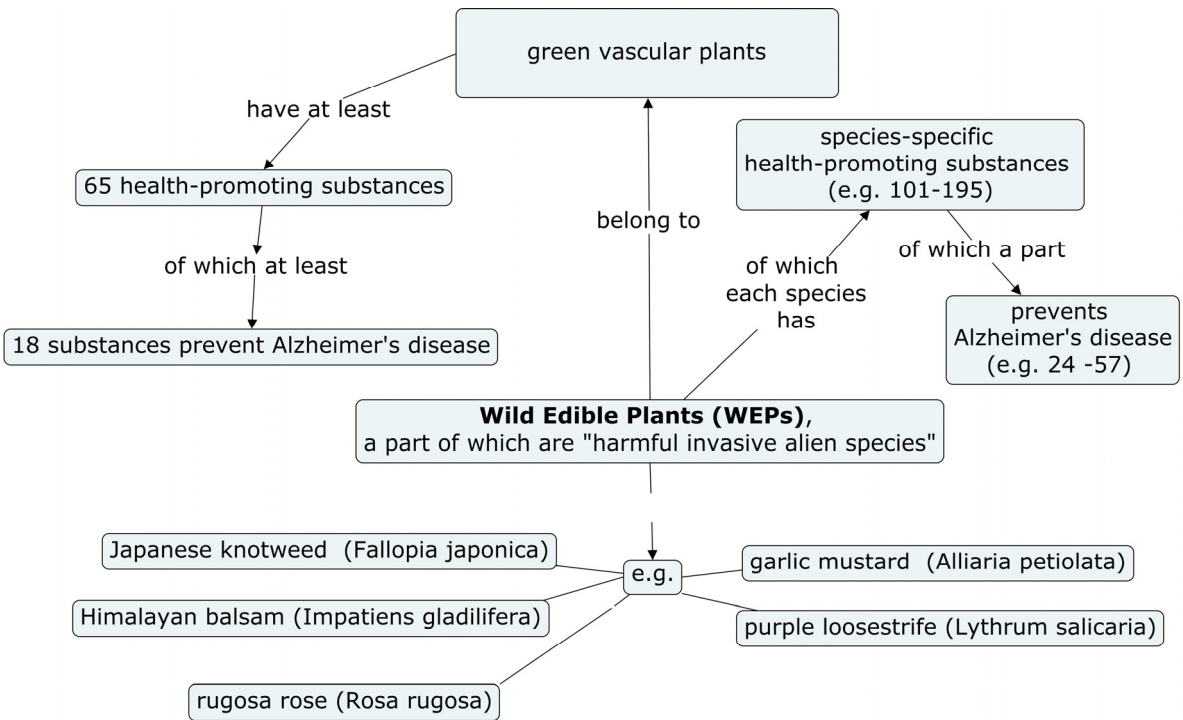 green vascular plants
have at least
species-specific
health-promoting substances
(e.g. 101-195)
65 health-promoting substances
belong to
of which a part
of which at least
of which
each species
has
prevents
Alzheimer's disease
(e.g. 24 -57)
18 substances prevent Alzheimer's disease
Wild Edible Plants (WEPs),
a part of which are "harmful invasive alien species"
Japanese knotweed (Fallopia japonica)
e.g.
garlic mustard (Alliaria petiolata)
Himalayan balsam (Impatiens gladilifera)
purple loosestrife (Lythrum salicaria)
rugosa rose (Rosa rugosa)